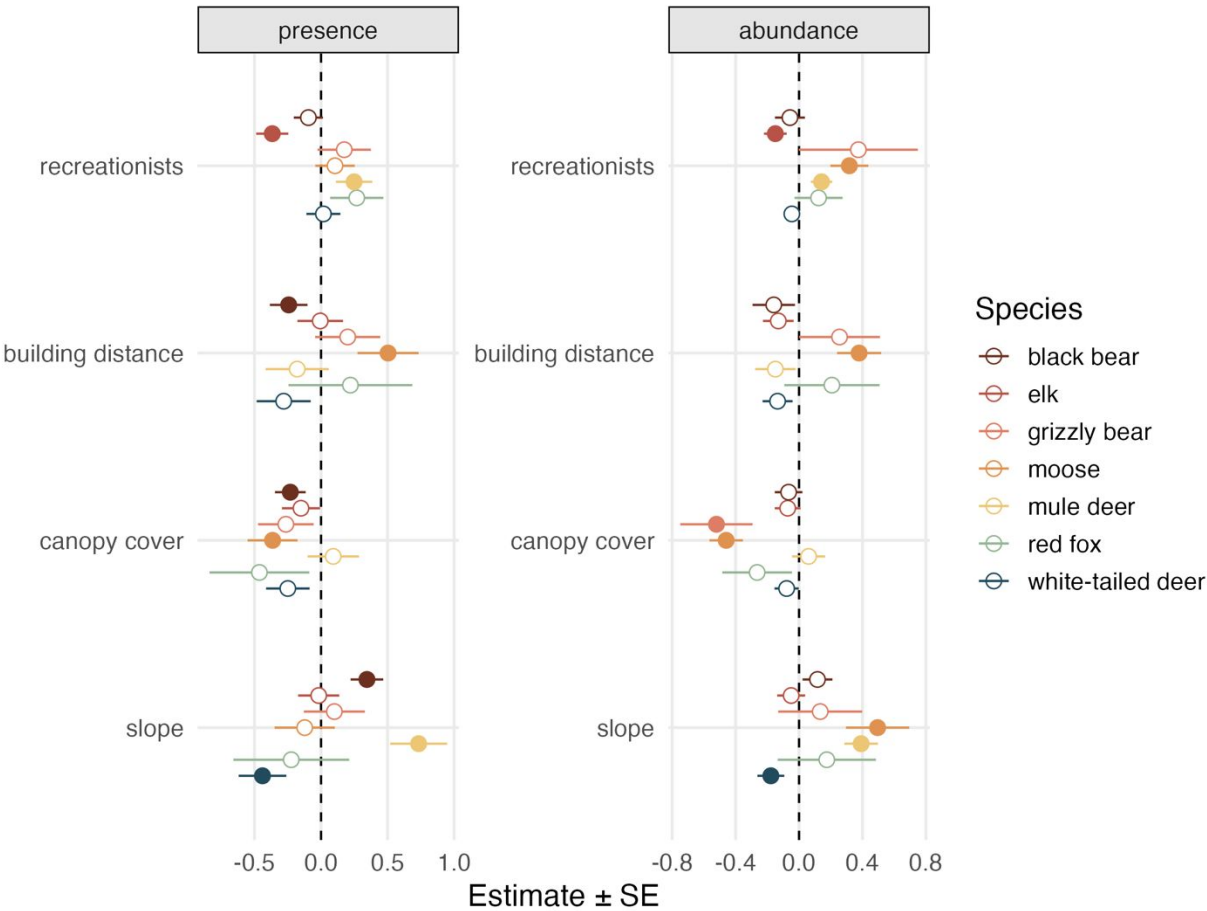 presence
abundance
recreationists
recreationists
building distance
building distance
canopy cover
canopy cover
slope
slope
Species
black bear
elk
grizzly bear
moose
mule deer
red fox
white-tailed deer
-0.5 0.0 0.5 1.0
-0.8 -0.4 0.0 0.4 0.8
Estimate ± SE